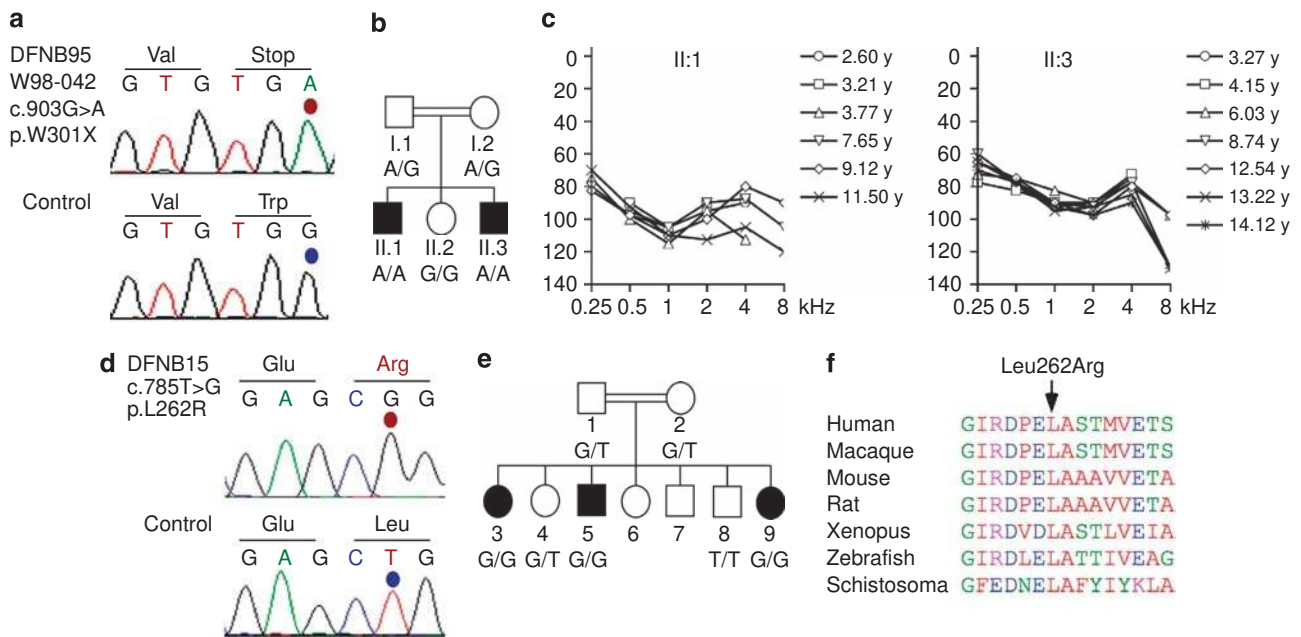 a
DFNB95
W98-042
c.903G>A
p.W301X
Val Stop
G T G T G A
Control
Val Trp
G T G T G G
b
I.1 I.2
A/G A/G
II.1 II.2 II.3
A/A G/G A/A
c
II:1
0
20
40
60
80
100
120
140
0.25 0.5 1 2 4 8 kHz
2.60 y
3.21 y
3.77 y
7.65 y
9.12 y
11.50 y
II:3
0
20
40
60
80
100
120
140
0.25 0.5 1 2 4 8 kHz
3.27 y
4.15 y
6.03 y
8.74 y
12.54 y
13.22 y
14.12 y
d
DFNB15
c.785T>G
p.L262R
Glu Arg
G A G C G G
Control
Glu Leu
G A G C T G
e
1 2
G/T G/T
3 4 5 6 7 8 9
G/G G/T G/G T/T G/G
f
Leu262Arg
Human GIRDPELASTMVETS
Macaque GIRDPELASTMVETS
Mouse GIRDPELAAAVVETA
Rat GIRDPELAAAVVETA
Xenopus GIRDVDLASTLVEIA
Zebrafish GIRDLELATTIVEAG
Schistosoma GFEDNELAFYIYKLA